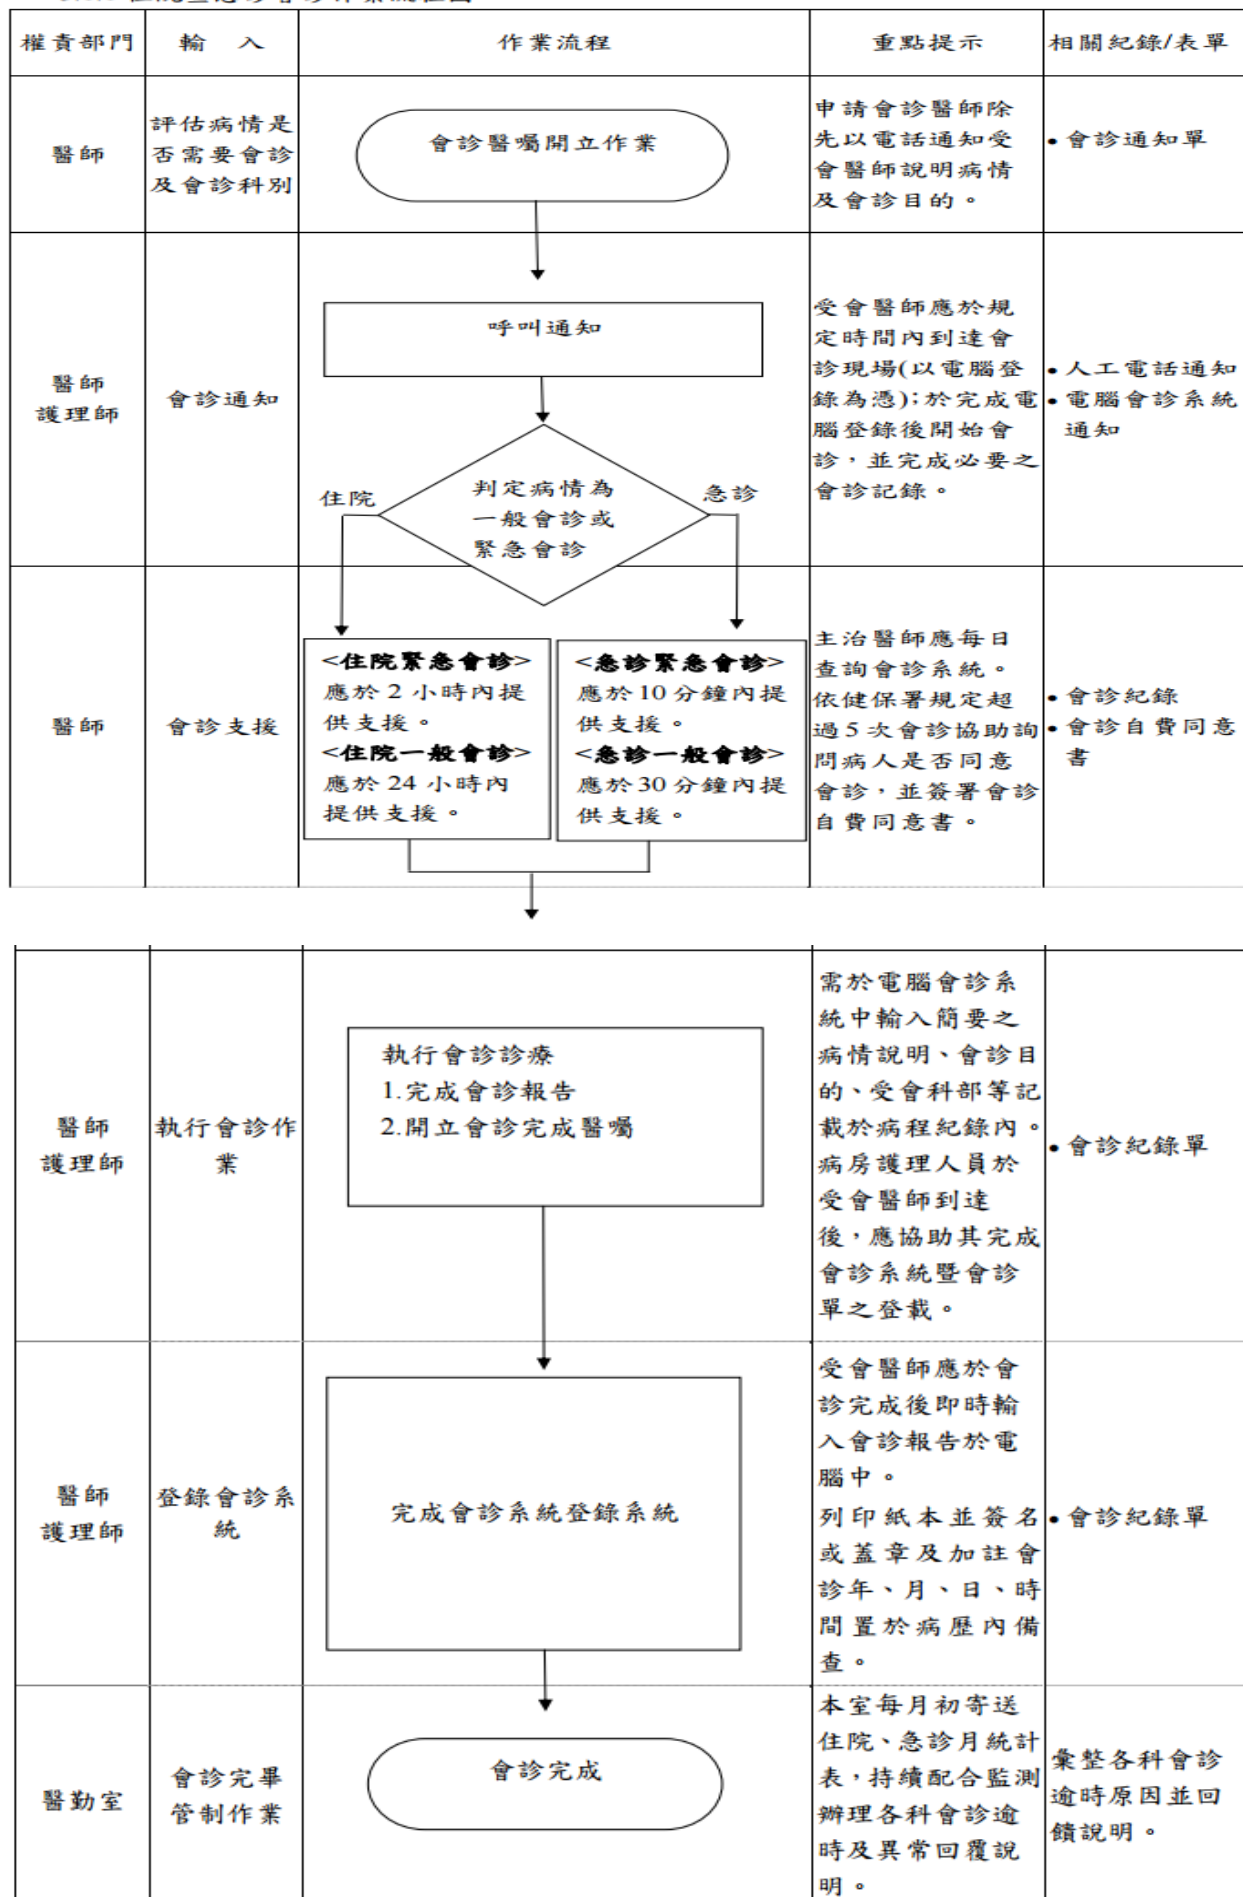 權責部門
輸 入
作業流程
重點提示
相關紀錄/表單
醫師
評估病情是
否需要會診
及會診科別
會診醫囑開立作業
申請會診醫師除
先以電話通知受
會醫師說明病情
及會診目的。
•會診通知單
醫師
護理師
會診通知
呼叫通知
判定病情為
一般會診或
緊急會診
住院
急診
受會醫師應於規
定時間內到達會
診現場(以電腦登
錄為憑);於完成電
腦登錄後開始會
診,並完成必要之
會診記錄。
•人工電話通知
•電腦會診系統
通知
醫師
會診支援
<住院緊急會診>
應於 2 小時內提
供支援。
<住院一般會診>
應於 24 小時內
提供支援。
<急診緊急會診>
應於10 分鐘內提
供支援。
<急診一般會診>
應於30 分鐘內提
供支援。
主治醫師應每日
查詢會診系統。
依健保署規定超
過 5 次會診協助詢
問病人是否同意
會診,並簽署會診
自費同意書。
•會診紀錄
•會診自費同意
書
醫師
護理師
執行會診作
業
執行會診診療
1.完成會診報告
2.開立會診完成醫囑
需於電腦會診系
統中輸入簡要之
病情說明、會診目
的、受會科部等記
載於病程紀錄內。
病房護理人員於
受會醫師到達
後,應協助其完成
會診系統暨會診
單之登載。
•會診紀錄單
醫師
護理師
登錄會診系
統
完成會診系統登錄系統
受會醫師應於會
診完成後即時輸
入會診報告於電
腦中。
列印紙本並簽名
或蓋章及加註會
診年、月、日、時
間置於病歷內備
查。
•會診紀錄單
醫勤室
會診完畢
管制作業
會診完成
本室每月初寄送
住院、急診月統計
表,持續配合監測
辦理各科會診逾
時及異常回覆說
明。
彙整各科會診
逾時原因並回
饋說明。